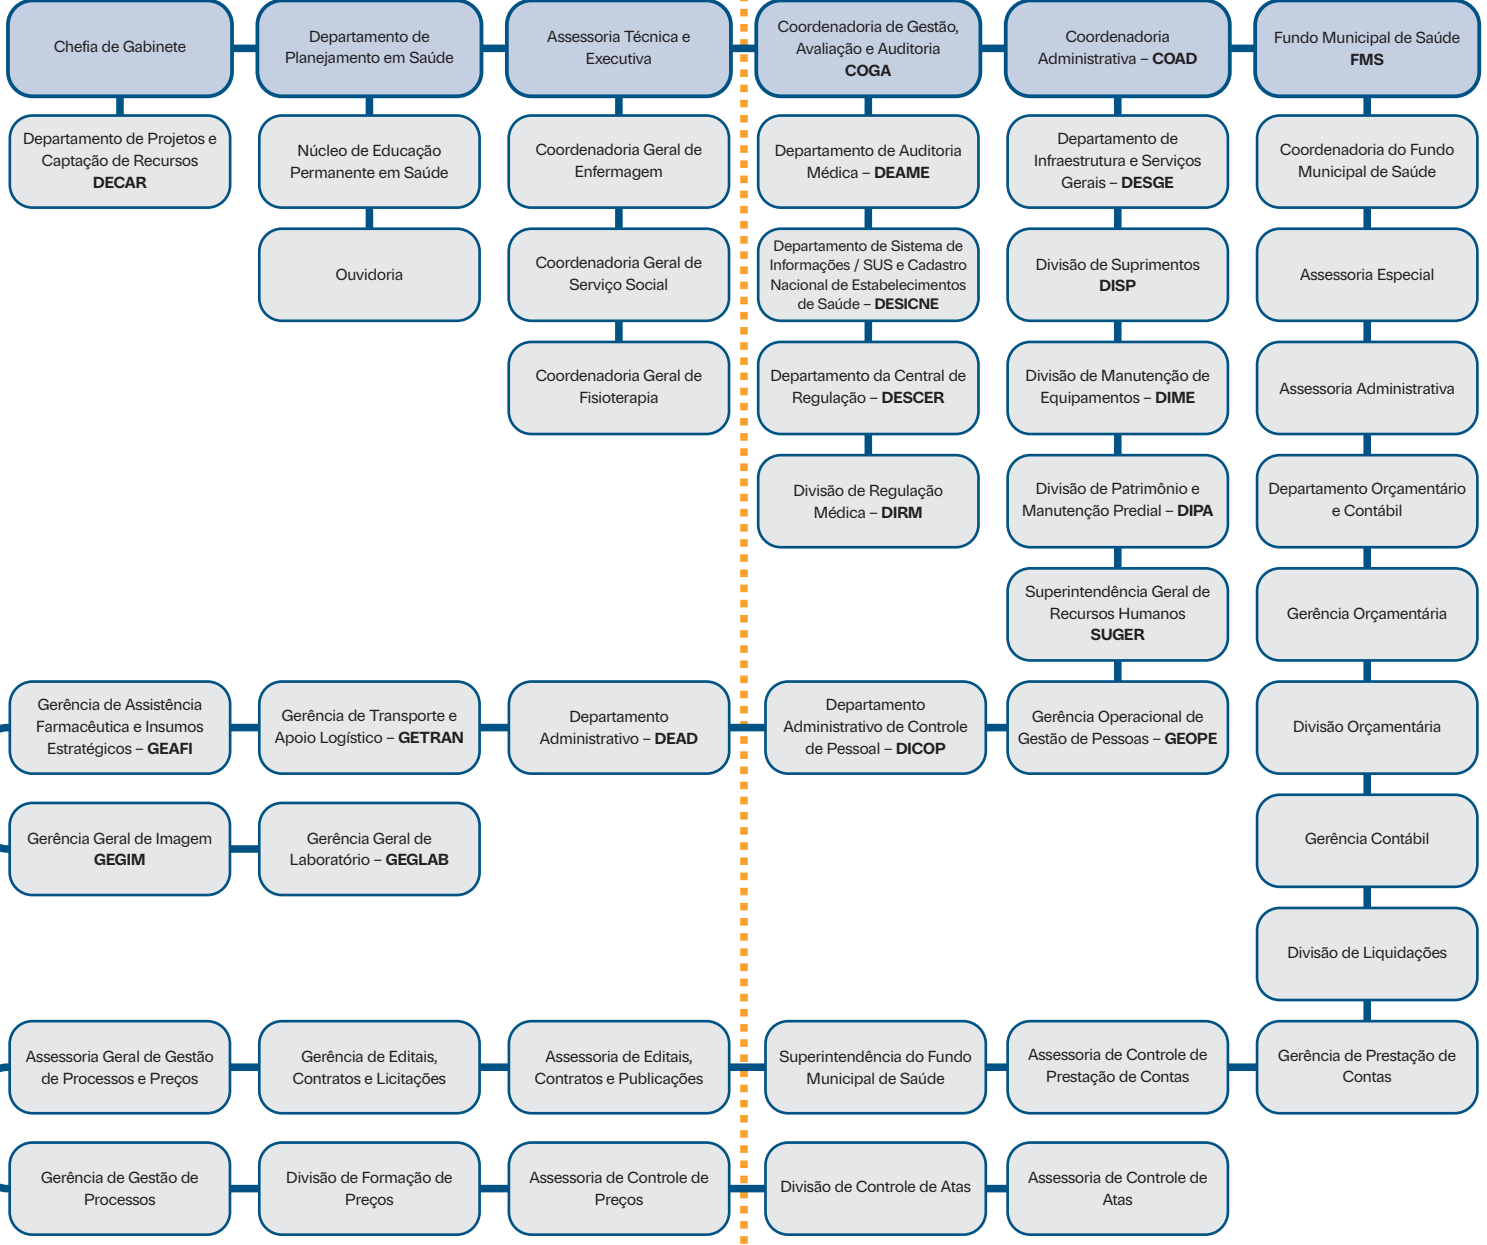 Chefia de Gabinete
Departamento de
Planejamento em Saúde
Assessoria Técnica e
Executiva
Coordenadoria de Gestão,
Avaliação e Auditoria
COGA
Coordenadoria
Administrativa – COAD
Fundo Municipal de Saúde
FMS
Departamento de Projetos e
Captação de Recursos
DECAR
Núcleo de Educação
Permanente em Saúde
Coordenadoria Geral de
Enfermagem
Departamento de Auditoria
Médica – DEAME
Departamento de
Infraestrutura e Serviços
Gerais – DESGE
Coordenadoria do Fundo
Municipal de Saúde
Ouvidoria
Coordenadoria Geral de
Serviço Social
Departamento de Sistema de
Informações / SUS e Cadastro
Nacional de Estabelecimentos
de Saúde – DESICNE
Divisão de Suprimentos
DISP
Assessoria Especial
Coordenadoria Geral de
Fisioterapia
Departamento da Central de
Regulação – DESCER
Divisão de Manutenção de
Equipamentos – DIME
Assessoria Administrativa
Divisão de Regulação
Médica – DIRM
Divisão de Patrimônio e
Manutenção Predial – DIPA
Departamento Orçamentário
e Contábil
Superintendência Geral de
Recursos Humanos
SUGER
Gerência Orçamentária
Gerência de Assistência
Farmacêutica e Insumos
Estratégicos – GEAFI
Gerência de Transporte e
Apoio Logístico – GETRAN
Departamento
Administrativo – DEAD
Departamento
Administrativo de Controle
de Pessoal – DICOP
Gerência Operacional de
Gestão de Pessoas – GEOPE
Divisão Orçamentária
Gerência Geral de Imagem
GEGIM
Gerência Geral de
Laboratório – GEGLAB
Gerência Contábil
Divisão de Liquidações
Assessoria Geral de Gestão
de Processos e Preços
Gerência de Editais,
Contratos e Licitações
Assessoria de Editais,
Contratos e Publicações
Superintendência do Fundo
Municipal de Saúde
Assessoria de Controle de
Prestação de Contas
Gerência de Prestação de
Contas
Gerência de Gestão de
Processos
Divisão de Formação de
Preços
Assessoria de Controle de
Preços
Divisão de Controle de Atas
Assessoria de Controle de
Atas